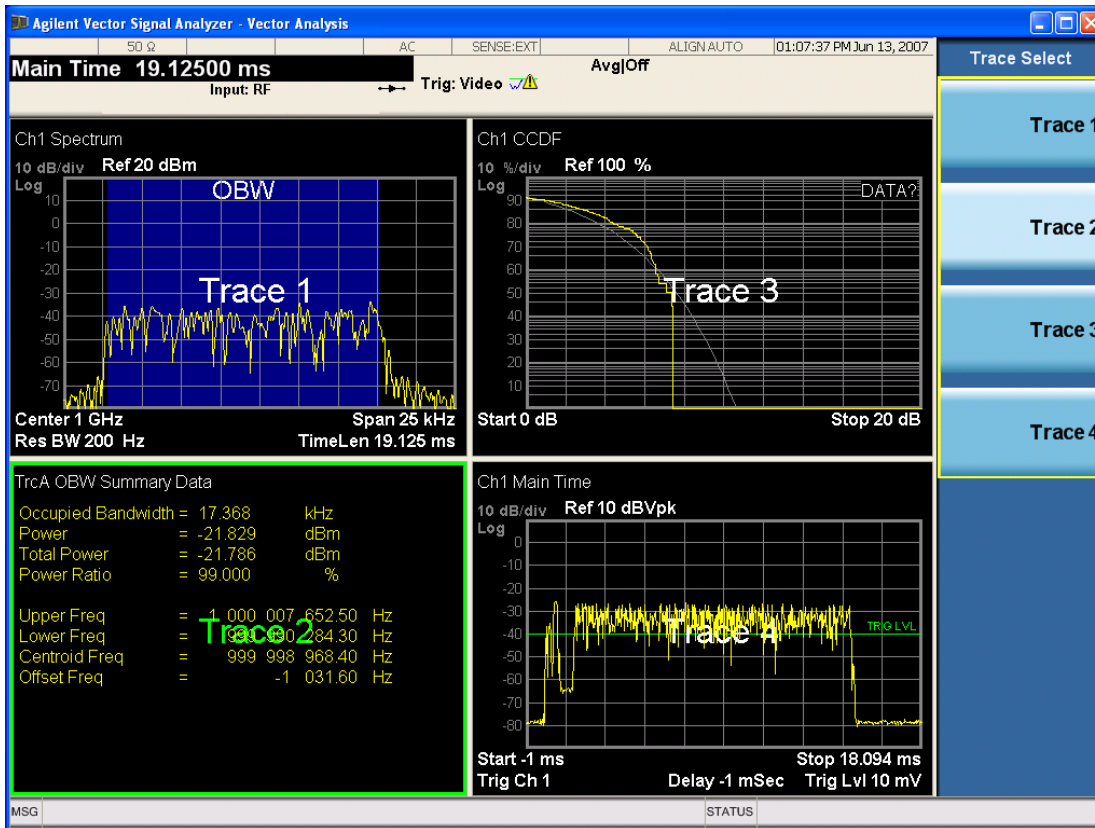 Agilent Vector Signal Analyzer - Vector Analysis
50 Ω AC SENSE:EXT ALIGN AUTO 01:07:37 PM Jun 13, 2007
Main Time 19.12500 ms
Avg|Off
Input: RF
Trig: Video
Trace Select
Trace 1
Trace 2
Trace 3
Trace 4
Ch1 Spectrum
10 dB/div Ref 20 dBm
Log
OBW
10
0
-10
-20
-30
-40
-50
-60
-70
Trace 1
Center 1 GHz Span 25 kHz
Res BW 200 Hz TimeLen 19.125 ms
Ch1 CCDF
10 %/div Ref 100 %
Log
DATA?
90
80
70
60
50
40
30
20
10
Trace 3
Start 0 dB Stop 20 dB
TrcA OBW Summary Data
Occupied Bandwidth = 17.368 kHz
Power = -21.829 dBm
Total Power = -21.786 dBm
Power Ratio = 99.000 %
Upper Freq = 1 000 007 652.50 Hz
Lower Freq = 999 990 284.30 Hz
Centroid Freq = 999 998 968.40 Hz
Offset Freq = -1 031.60 Hz
Trace 2
Ch1 Main Time
10 dB/div Ref 10 dBVpk
Log
0
-10
-20
-30
-40
-50
-60
-70
-80
TRIG LVL
Trace 4
Start -1 ms Stop 18.094 ms
Trig Ch 1 Delay -1 mSec Trig Lvl 10 mV
MSG STATUS